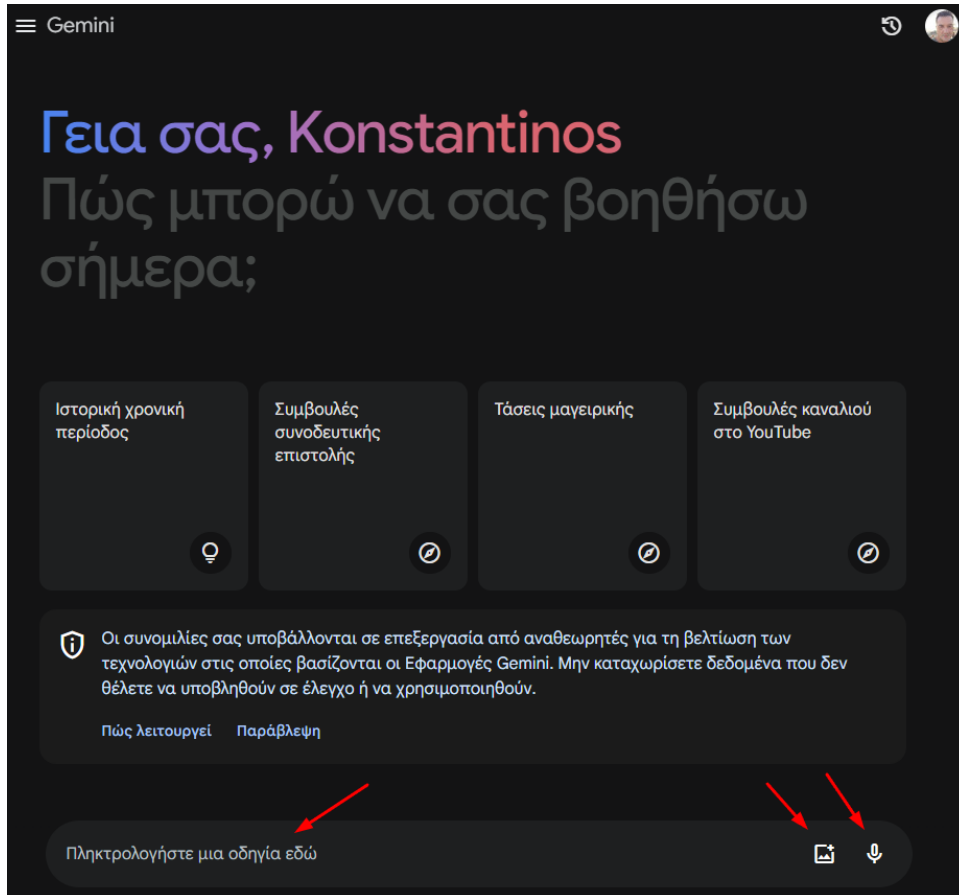 Gemini
Γεια σας, Konstantinos
Πώς μπορώ να σας βοηθήσω
σήμερα;
Ιστορική χρονική
περίοδος
Συμβουλές
συνοδευτικής
επιστολής
Τάσεις μαγειρικής
Συμβουλές καναλιού
στο YouTube
Οι συνομιλίες σας υποβάλλονται σε επεξεργασία από αναθεωρητές για τη βελτίωση των
τεχνολογιών στις οποίες βασίζονται οι Εφαρμογές Gemini. Μην καταχωρίσετε δεδομένα που δεν
θέλετε να υποβληθούν σε έλεγχο ή να χρησιμοποιηθούν.
Πώς λειτουργεί Παράβλεψη
Πληκτρολογήστε μια οδηγία εδώ